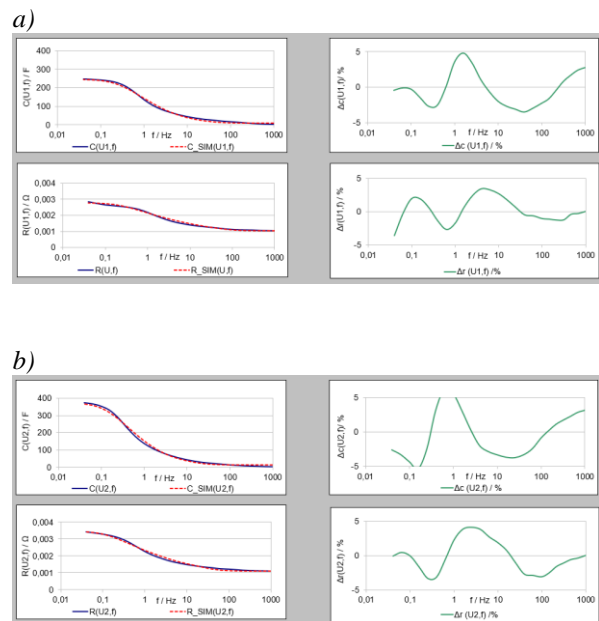 a)
C(U1,f) / F
400
300
200
100
0
0,01 0,1 1 10 100 1000
f / Hz
C(U1,f) C_SIM(U1,f)
Δc(U1,f)/ %
5
0
-5
0,01 0,1 1 10 100 1000
f / Hz
Δc (U1,f) / %
R(U1,f) / Ω
0,004
0,003
0,002
0,001
0
0,01 0,1 1 10 100 1000
f / Hz
R(U,f) R_SIM(U,f)
Δr(U1,f) / %
5
0
-5
0,01 0,1 1 10 100 1000
f / Hz
Δr (U1,f) /%
b)
C(U2,f) / F
400
300
200
100
0
0,01 0,1 1 10 100 1000
f / Hz
C(U2,f) C_SIM(U2,f)
Δc(U2,f)/ %
5
0
-5
0,01 0,1 1 10 100 1000
f / Hz
Δc (U2,f) / %
R(U2,f) / Ω
0,004
0,003
0,002
0,001
0
0,01 0,1 1 10 100 1000
f / Hz
R(U2,f) R_SIM(U2,f)
Δr(U2,f) / %
5
0
-5
0,01 0,1 1 10 100 1000
f / Hz
Δr (U2,f) / %